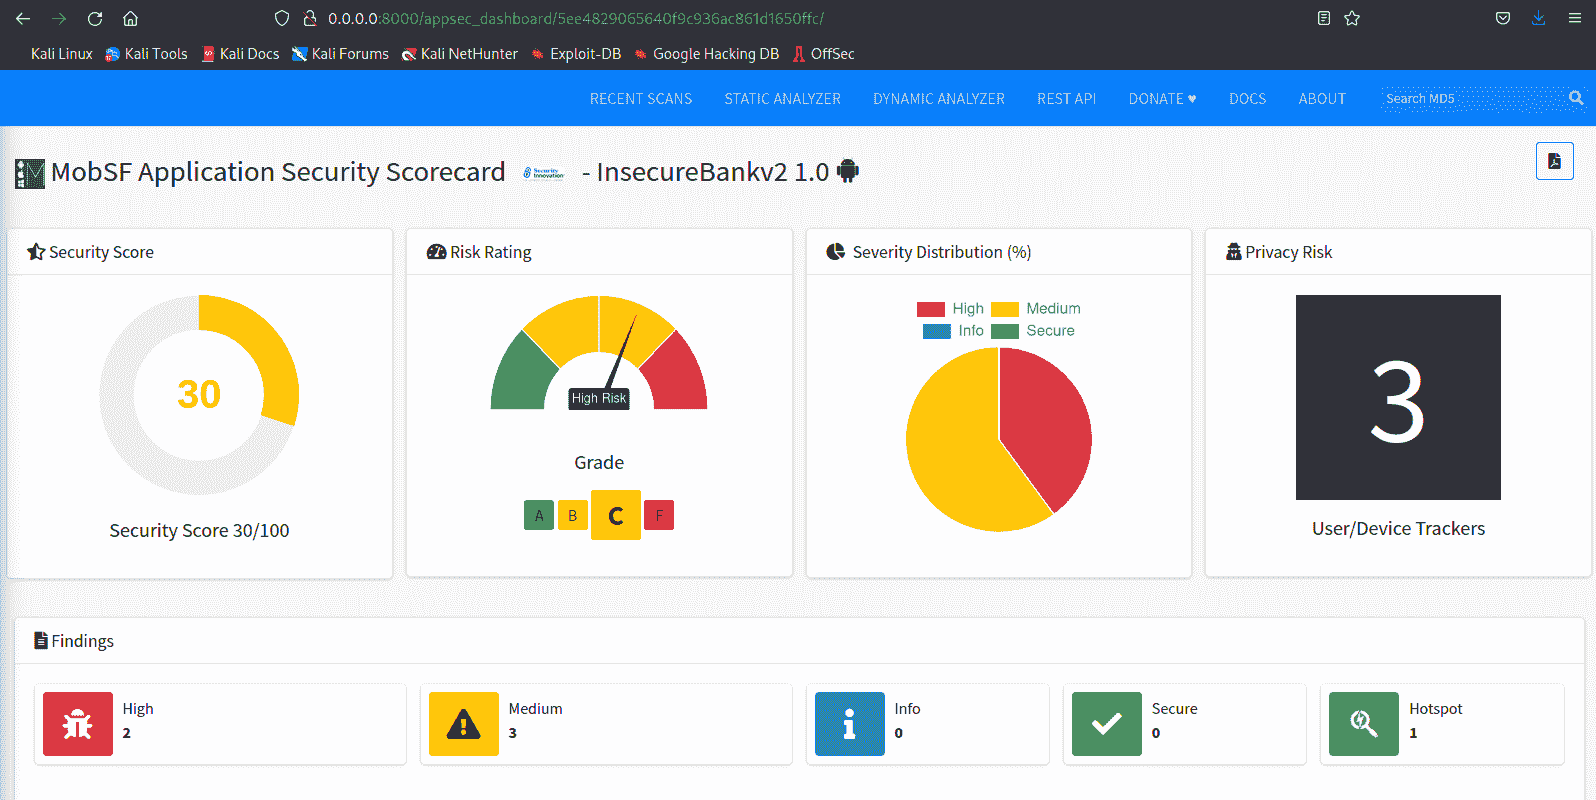 0.0.0.0:8000/appsec_dashboard/5ee4829065640f9c936ac861d1650ffc/
Kali Linux Kali Tools Kali Docs Kali Forums Kali NetHunter Exploit-DB Google Hacking DB OffSec
RECENT SCANS STATIC ANALYZER DYNAMIC ANALYZER REST API DONATE ♥ DOCS ABOUT Search MD5
MobSF Application Security Scorecard Security Innovation - InsecureBankv2 1.0
Security Score
30
Security Score 30/100
Risk Rating
High Risk
Grade
A B C F
Severity Distribution (%)
High Medium
Info Secure
Privacy Risk
3
User/Device Trackers
Findings
High
2
Medium
3
Info
0
Secure
0
Hotspot
1